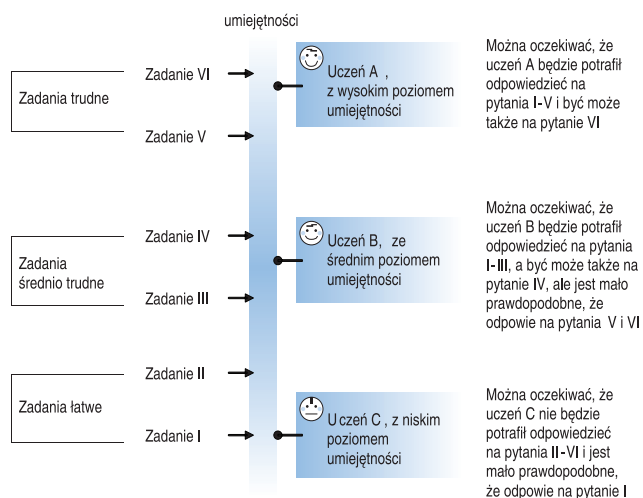 umiejętności
Zadania trudne
Zadanie VI
Zadanie V
Uczeń A ,
z wysokim poziomem
umiejętności
Można oczekiwać, że
uczeń A będzie potrafił
odpowiedzieć na
pytania I-V i być może
także na pytanie VI
Zadania
średnio trudne
Zadanie IV
Zadanie III
Uczeń B, ze
średnim poziomem
umiejętności
Można oczekiwać, że
uczeń B będzie potrafił
odpowiedzieć na pytania
I-III, a być może także na
pytanie IV, ale jest mało
prawdopodobne, że
odpowie na pytania V i VI
Zadania łatwe
Zadanie II
Zadanie I
Uczeń C , z niskim
poziomem
umiejętności
Można oczekiwać, że
uczeń C nie będzie
potrafił odpowiedzieć
na pytania II-VI i jest
mało prawdopodobne,
że odpowie na pytanie I